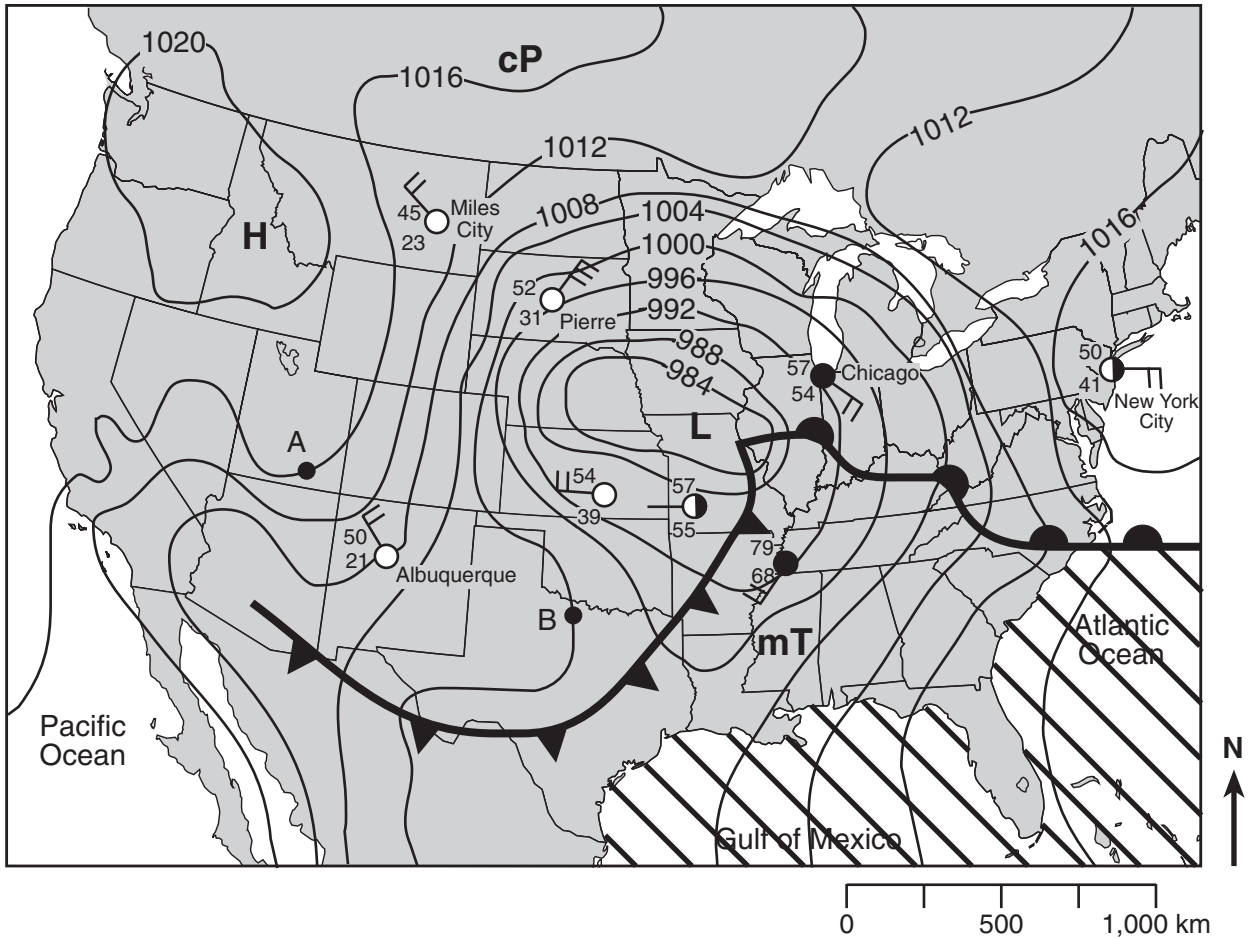 1020
cP
1016
1012
1012
45
Miles
City
23
1008
1004
1016
H
1000
52
996
31
Pierre
992
988
984
57
Chicago
54
50
41
New York
City
A
L
54
39
57
55
50
21
Albuquerque
79
68
B
mT
Atlantic
Ocean
Pacific
Ocean
Gulf of Mexico
N
0
500
1,000 km